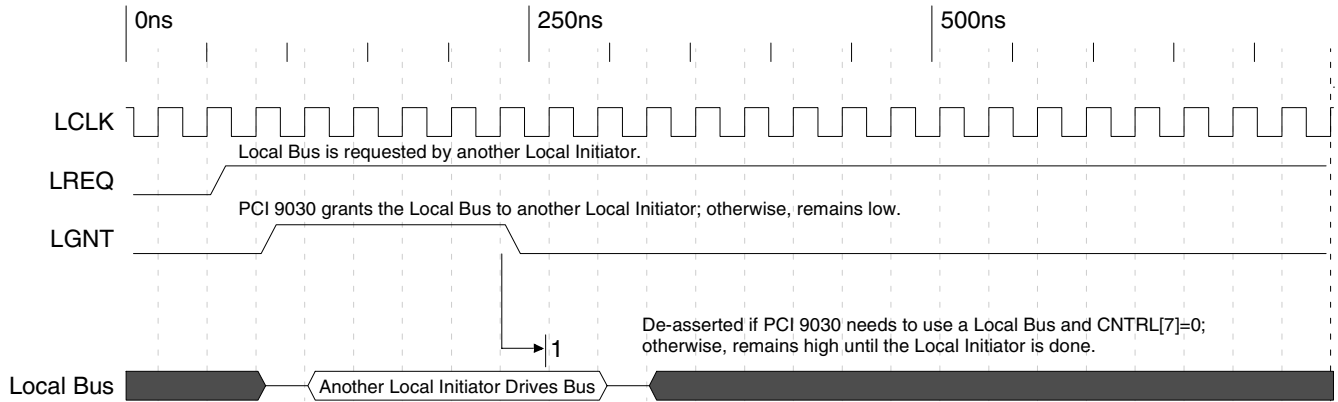 0ns
250ns
500ns
LCLK
Local Bus is requested by another Local Initiator.
LREQ
PCI 9030 grants the Local Bus to another Local Initiator; otherwise, remains low.
LGNT
De-asserted if PCI 9030 needs to use a Local Bus and CNTRL[7]=0;
otherwise, remains high until the Local Initiator is done.
1
Local Bus
Another Local Initiator Drives Bus